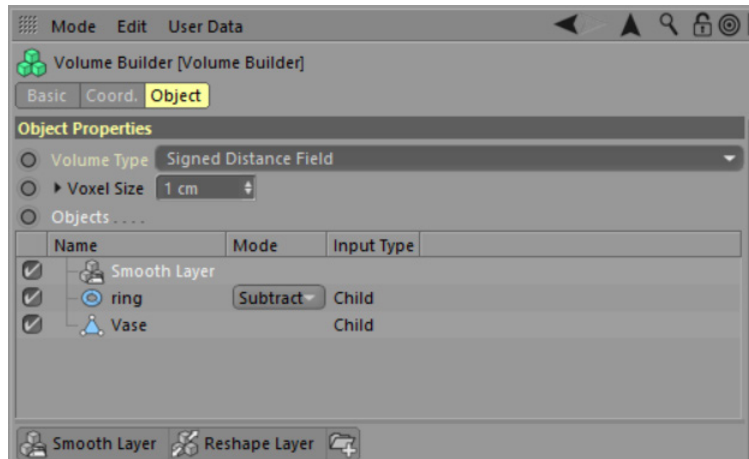 Mode Edit User Data
Volume Builder [Volume Builder]
Basic Coord. Object
Object Properties
Volume Type Signed Distance Field
Voxel Size 1 cm
Objects . . . .
Name Mode Input Type
Smooth Layer
ring Subtract Child
Vase Child
Smooth Layer Reshape Layer